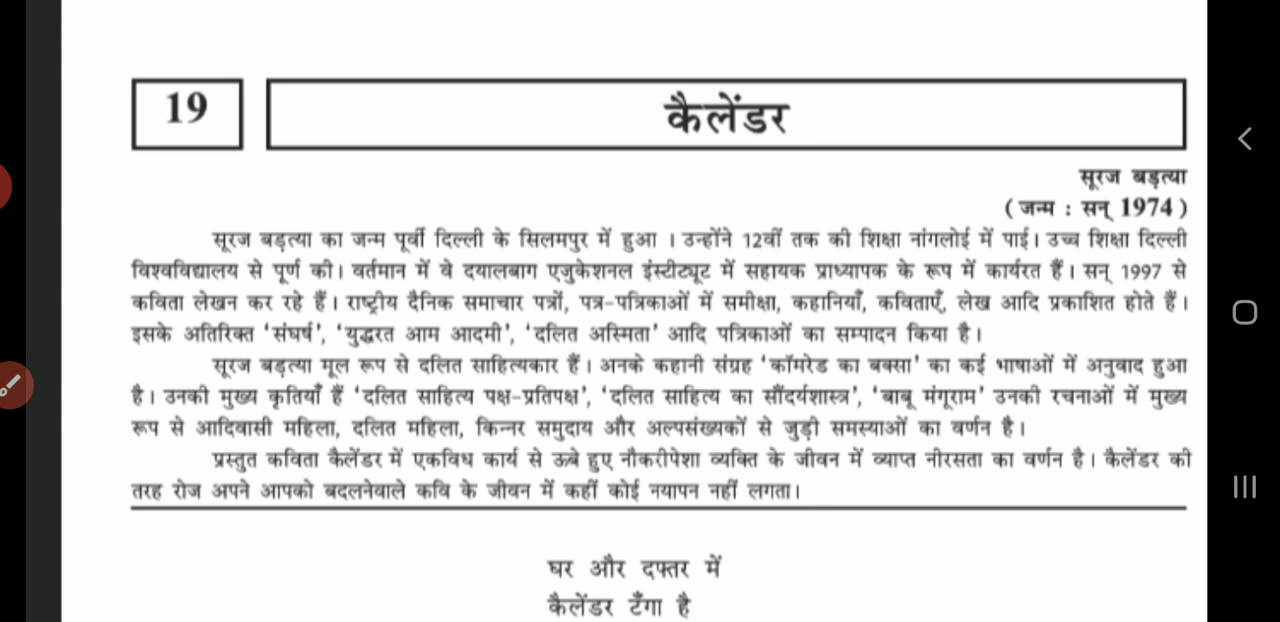 19
कैलेंडर
सूरज बड़त्या
( जन्म : सन् 1974 )
सूरज बड़त्या का जन्म पूर्वी दिल्ली के सिलमपुर में हुआ । उन्होंने 12वीं तक की शिक्षा नांगलोई में पाई। उच्च शिक्षा दिल्ली
विश्वविद्यालय से पूर्ण की। वर्तमान में वे दयालबाग एजुकेशनल इंस्टीट्यूट में सहायक प्राध्यापक के रूप में कार्यरत हैं। सन् 1997 से
कविता लेखन कर रहे हैं। राष्ट्रीय दैनिक समाचार पत्रों, पत्र-पत्रिकाओं में समीक्षा, कहानियाँ, कविताएँ, लेख आदि प्रकाशित होते हैं।
इसके अतिरिक्त ‘संघर्ष’, ‘युद्धरत आम आदमी’, ‘दलित अस्मिता’ आदि पत्रिकाओं का सम्पादन किया है।
सूरज बड़त्या मूल रूप से दलित साहित्यकार हैं। अनके कहानी संग्रह ‘कॉमरेड का बक्सा’ का कई भाषाओं में अनुवाद हुआ
है। उनकी मुख्य कृतियाँ हैं ‘दलित साहित्य पक्ष-प्रतिपक्ष’, ‘दलित साहित्य का सौंदर्यशास्त्र’, ‘बाबू मंगूराम’ उनकी रचनाओं में मुख्य
रूप से आदिवासी महिला, दलित महिला, किन्नर समुदाय और अल्पसंख्यकों से जुड़ी समस्याओं का वर्णन है।
प्रस्तुत कविता कैलेंडर में एकविध कार्य से ऊबे हुए नौकरीपेशा व्यक्ति के जीवन में व्याप्त नीरसता का वर्णन है। कैलेंडर की
तरह रोज अपने आपको बदलनेवाले कवि के जीवन में कहीं कोई नयापन नहीं लगता।
घर और दफ्तर में
कैलेंडर टँगा है